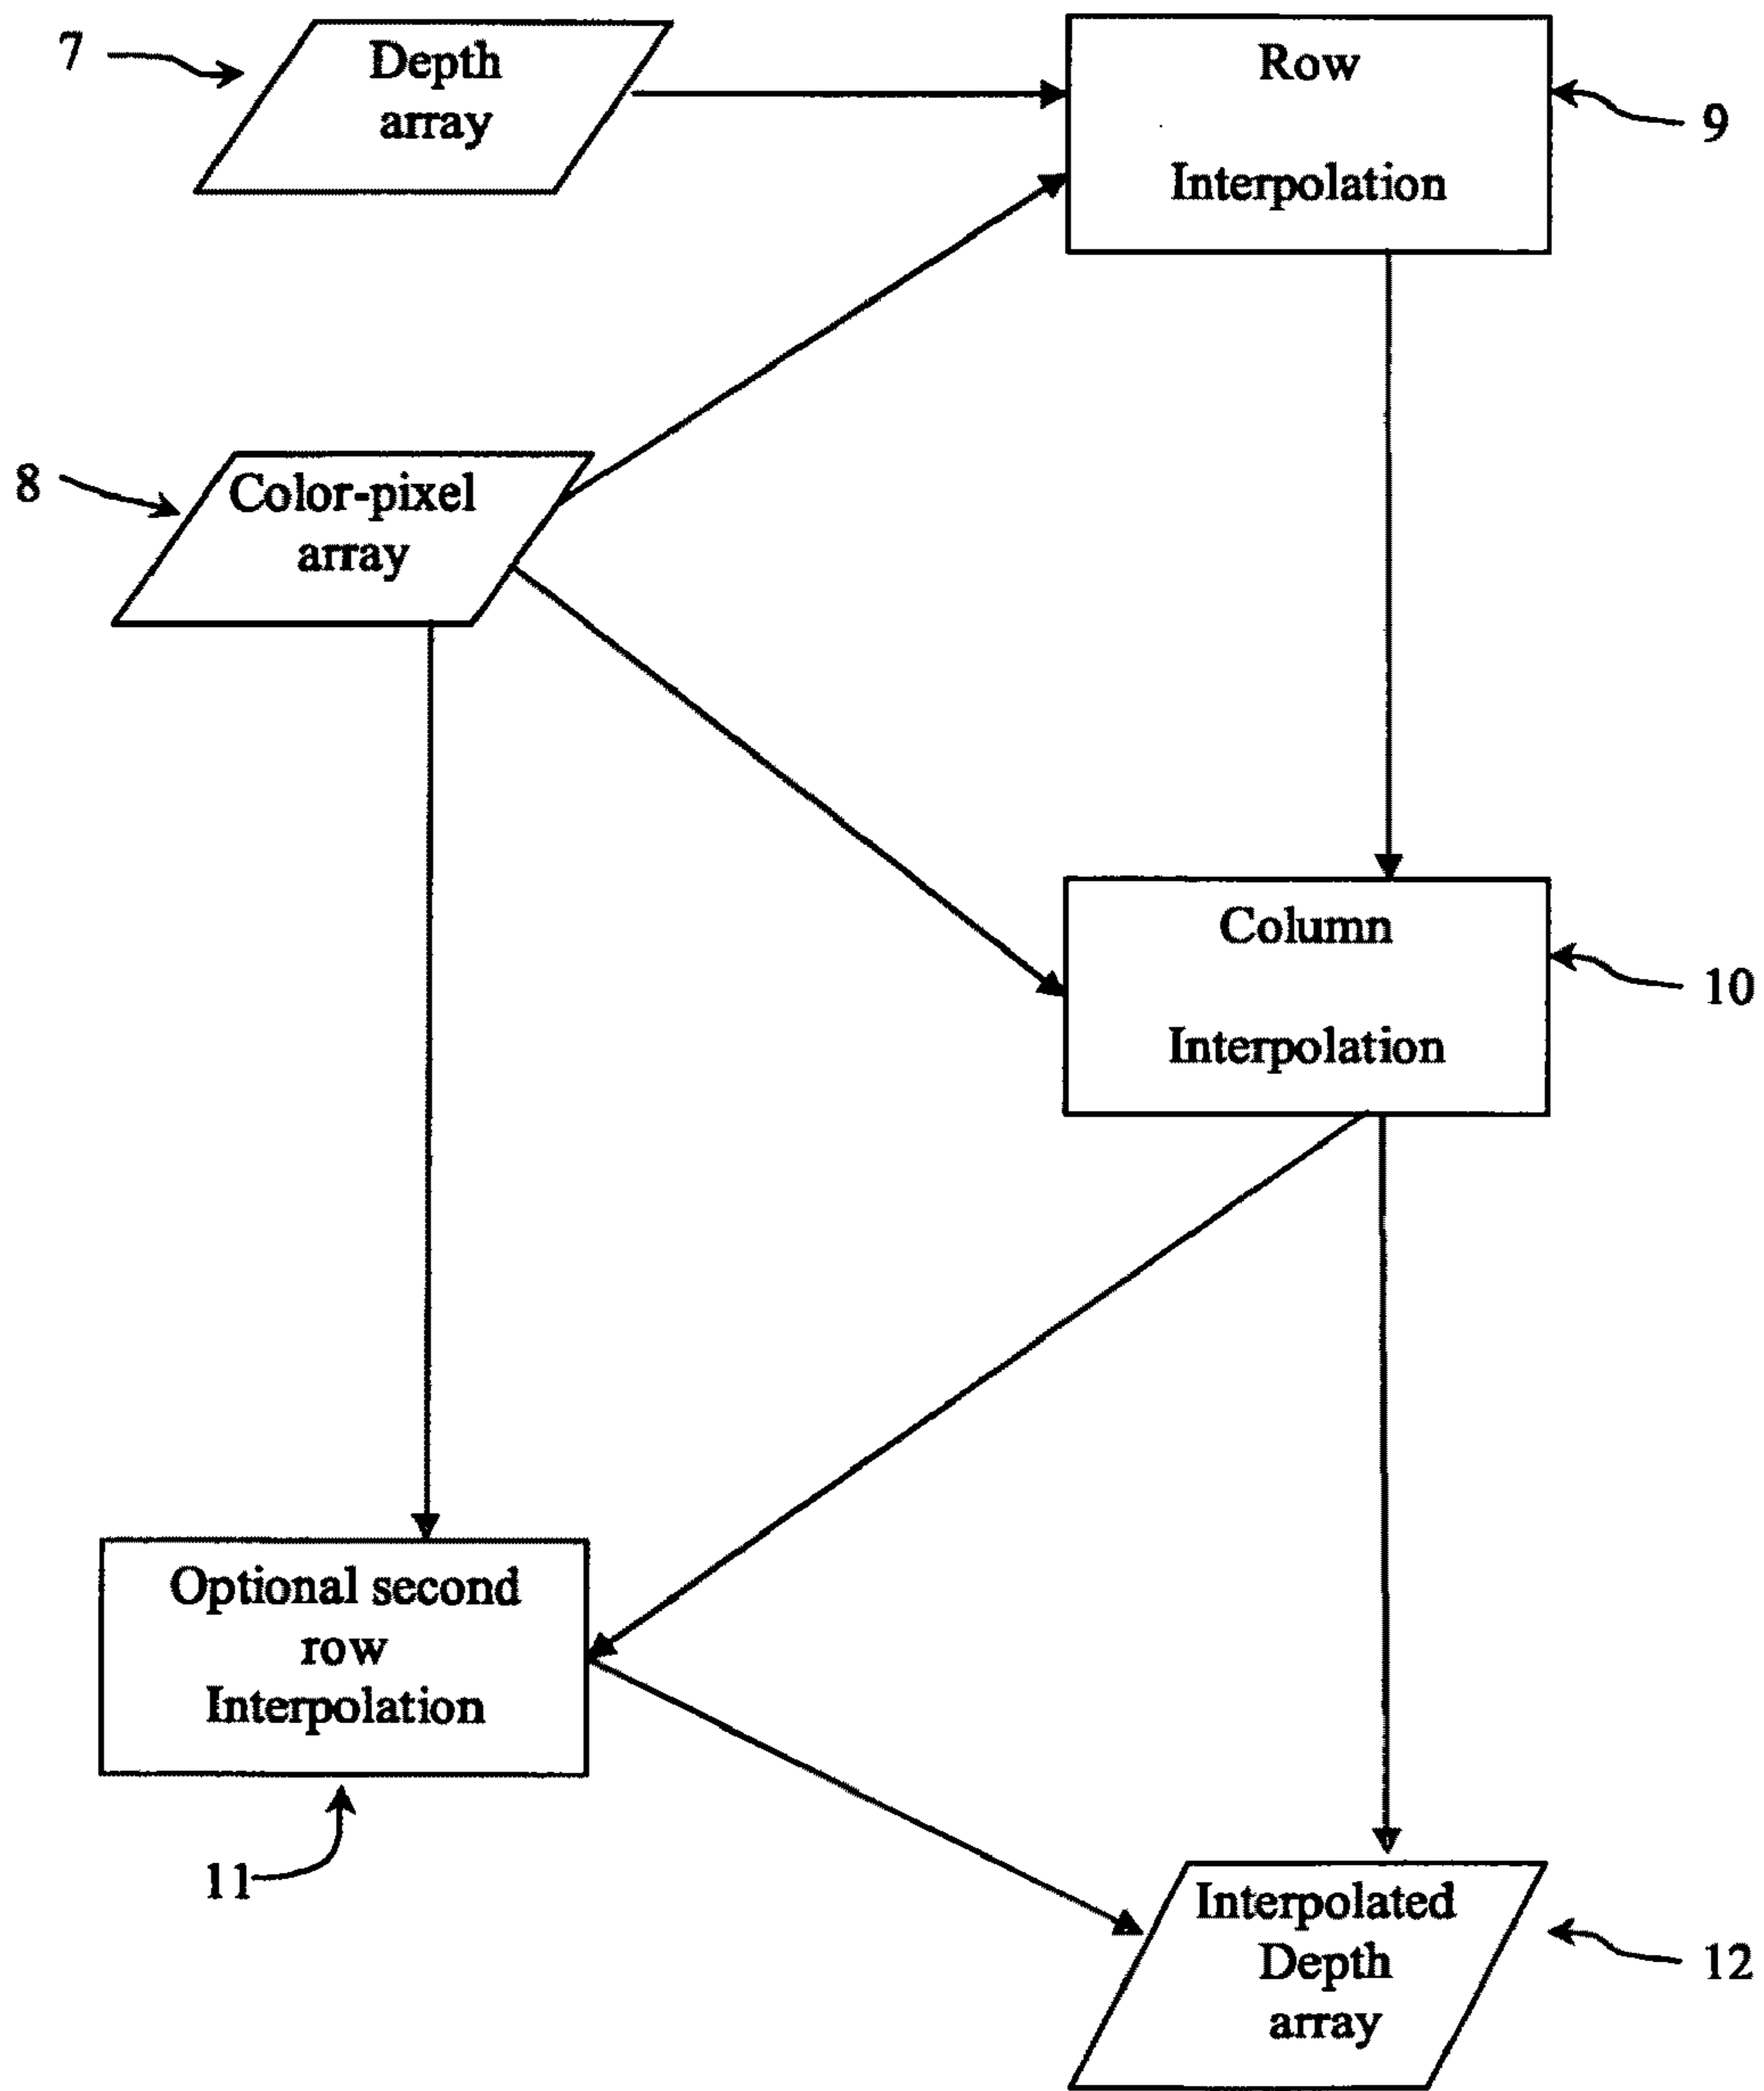 7
Depth
array
Row
Interpolation
9
8
Color-pixel
array
Column
Interpolation
10
Optional second
row
Interpolation
11
Interpolated
Depth
array
12